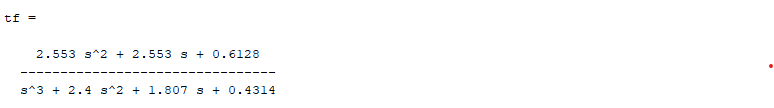 tf =
2.553 s^2 + 2.553 s + 0.6128
--------------------------------
s^3 + 2.4 s^2 + 1.807 s + 0.4314